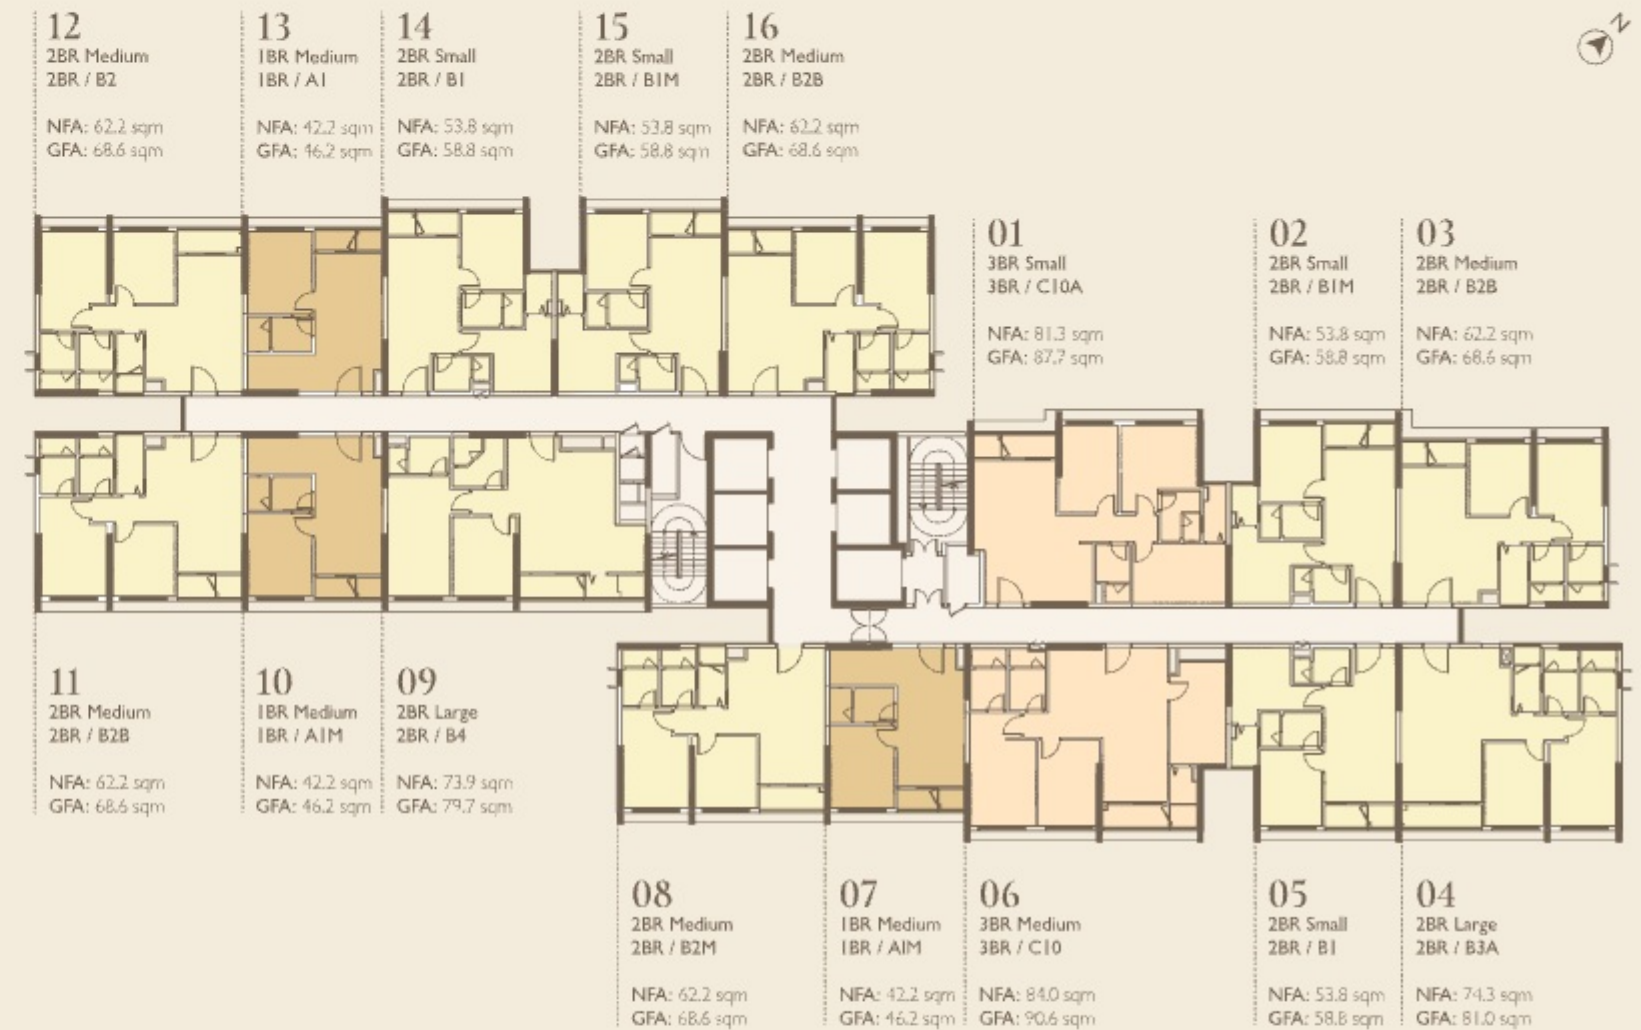 N
12
2BR Medium
2BR / B2
NFA: 62.2 sqm
GFA: 68.6 sqm
13
1BR Medium
1BR / A1
NFA: 42.2 sqm
GFA: 46.2 sqm
14
2BR Small
2BR / B1
NFA: 53.8 sqm
GFA: 58.8 sqm
15
2BR Small
2BR / B1M
NFA: 53.8 sqm
GFA: 58.8 sqm
16
2BR Medium
2BR / B2B
NFA: 62.2 sqm
GFA: 68.6 sqm
01
3BR Small
3BR / C10A
NFA: 81.3 sqm
GFA: 87.7 sqm
02
2BR Small
2BR / B1M
NFA: 53.8 sqm
GFA: 58.8 sqm
03
2BR Medium
2BR / B2B
NFA: 62.2 sqm
GFA: 68.6 sqm
11
2BR Medium
2BR / B2B
NFA: 62.2 sqm
GFA: 68.6 sqm
10
1BR Medium
1BR / A1M
NFA: 42.2 sqm
GFA: 46.2 sqm
09
2BR Large
2BR / B4
NFA: 73.9 sqm
GFA: 79.7 sqm
08
2BR Medium
2BR / B2M
NFA: 62.2 sqm
GFA: 68.6 sqm
07
1BR Medium
1BR / A1M
NFA: 42.2 sqm
GFA: 46.2 sqm
06
3BR Medium
3BR / C10
NFA: 84.0 sqm
GFA: 90.6 sqm
05
2BR Small
2BR / B1
NFA: 53.8 sqm
GFA: 58.8 sqm
04
2BR Large
2BR / B3A
NFA: 74.3 sqm
GFA: 81.0 sqm